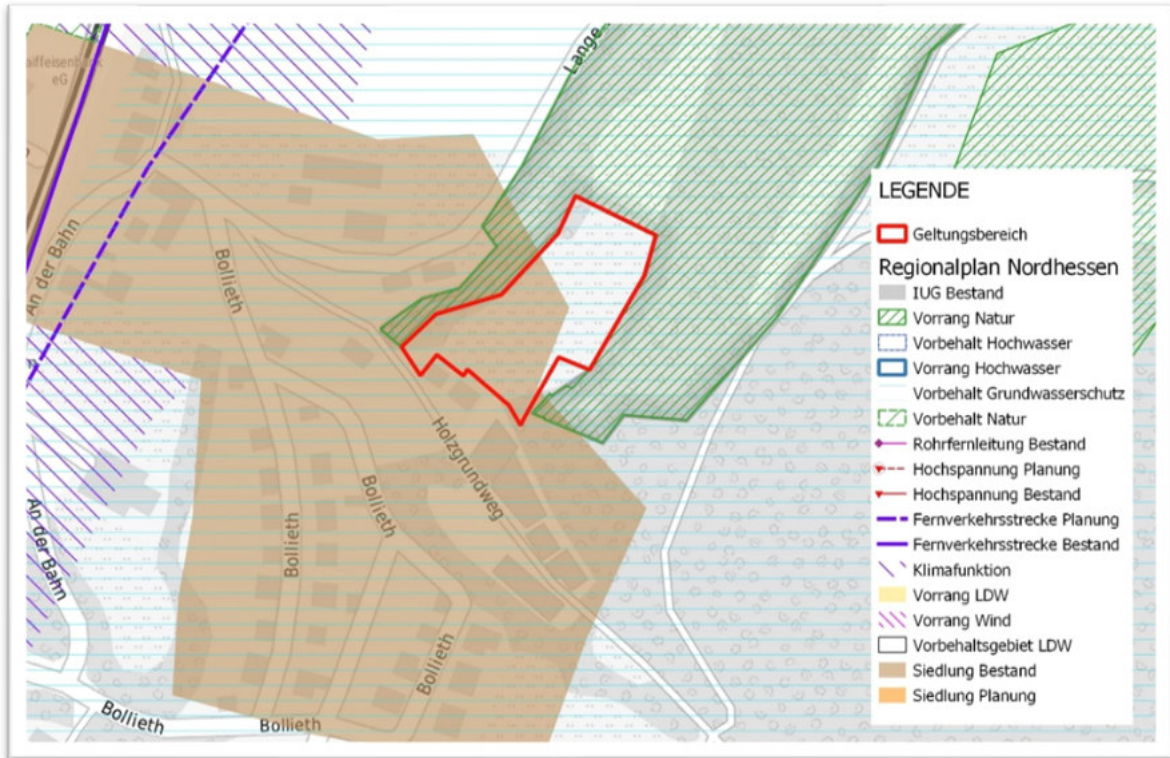 eG
Lange
An der Bahn
Bollieth
Holzgrundweg
Bollieth
Bollieth
An der Bahn
Bollieth
Bollieth
Bollieth
LEGENDE
Geltungsbereich
Regionalplan Nordhessen
IUG Bestand
Vorrang Natur
Vorbehalt Hochwasser
Vorrang Hochwasser
Vorbehalt Grundwasserschutz
Vorbehalt Natur
Rohrfernleitung Bestand
Hochspannung Planung
Hochspannung Bestand
Fernverkehrsstrecke Planung
Fernverkehrsstrecke Bestand
Klimafunktion
Vorrang LDW
Vorrang Wind
Vorbehaltsgebiet LDW
Siedlung Bestand
Siedlung Planung